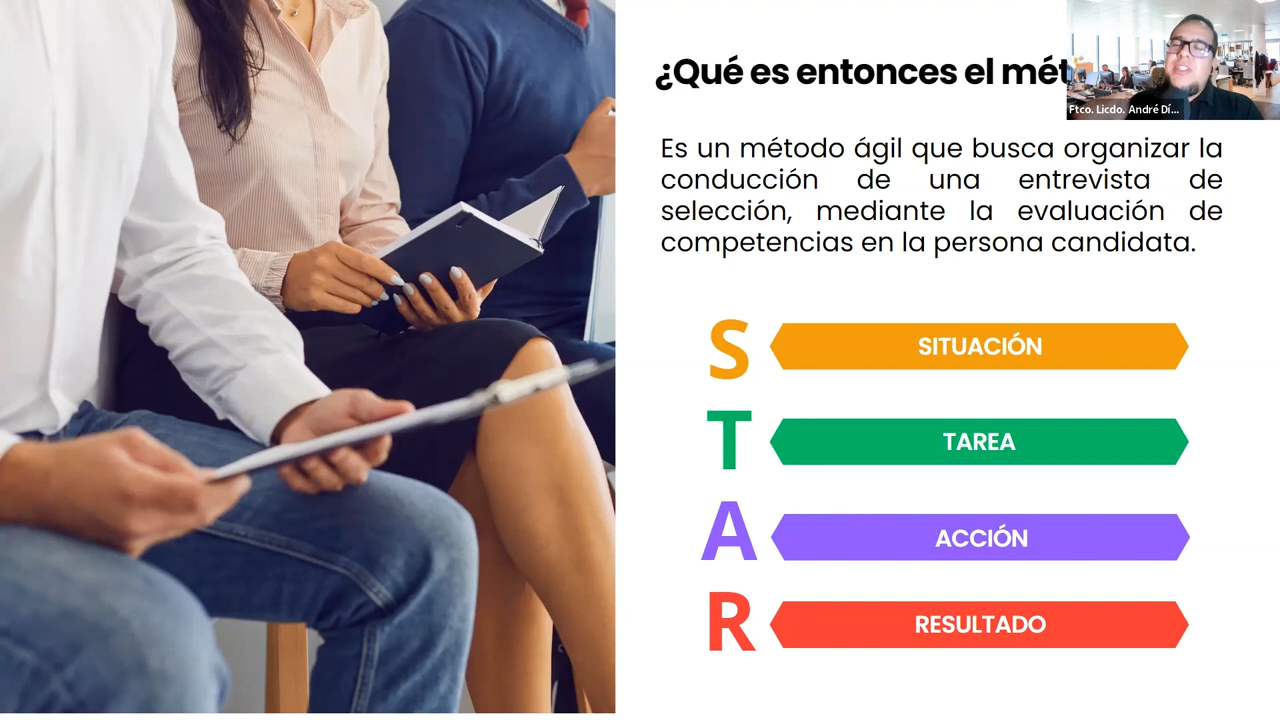 ¿Qué es entonces el mét
Ftco. Licdo. André Dí...
Es un método ágil que busca organizar la
conducción de una entrevista de
selección, mediante la evaluación de
competencias en la persona candidata.
S SITUACIÓN
T TAREA
A ACCIÓN
R RESULTADO